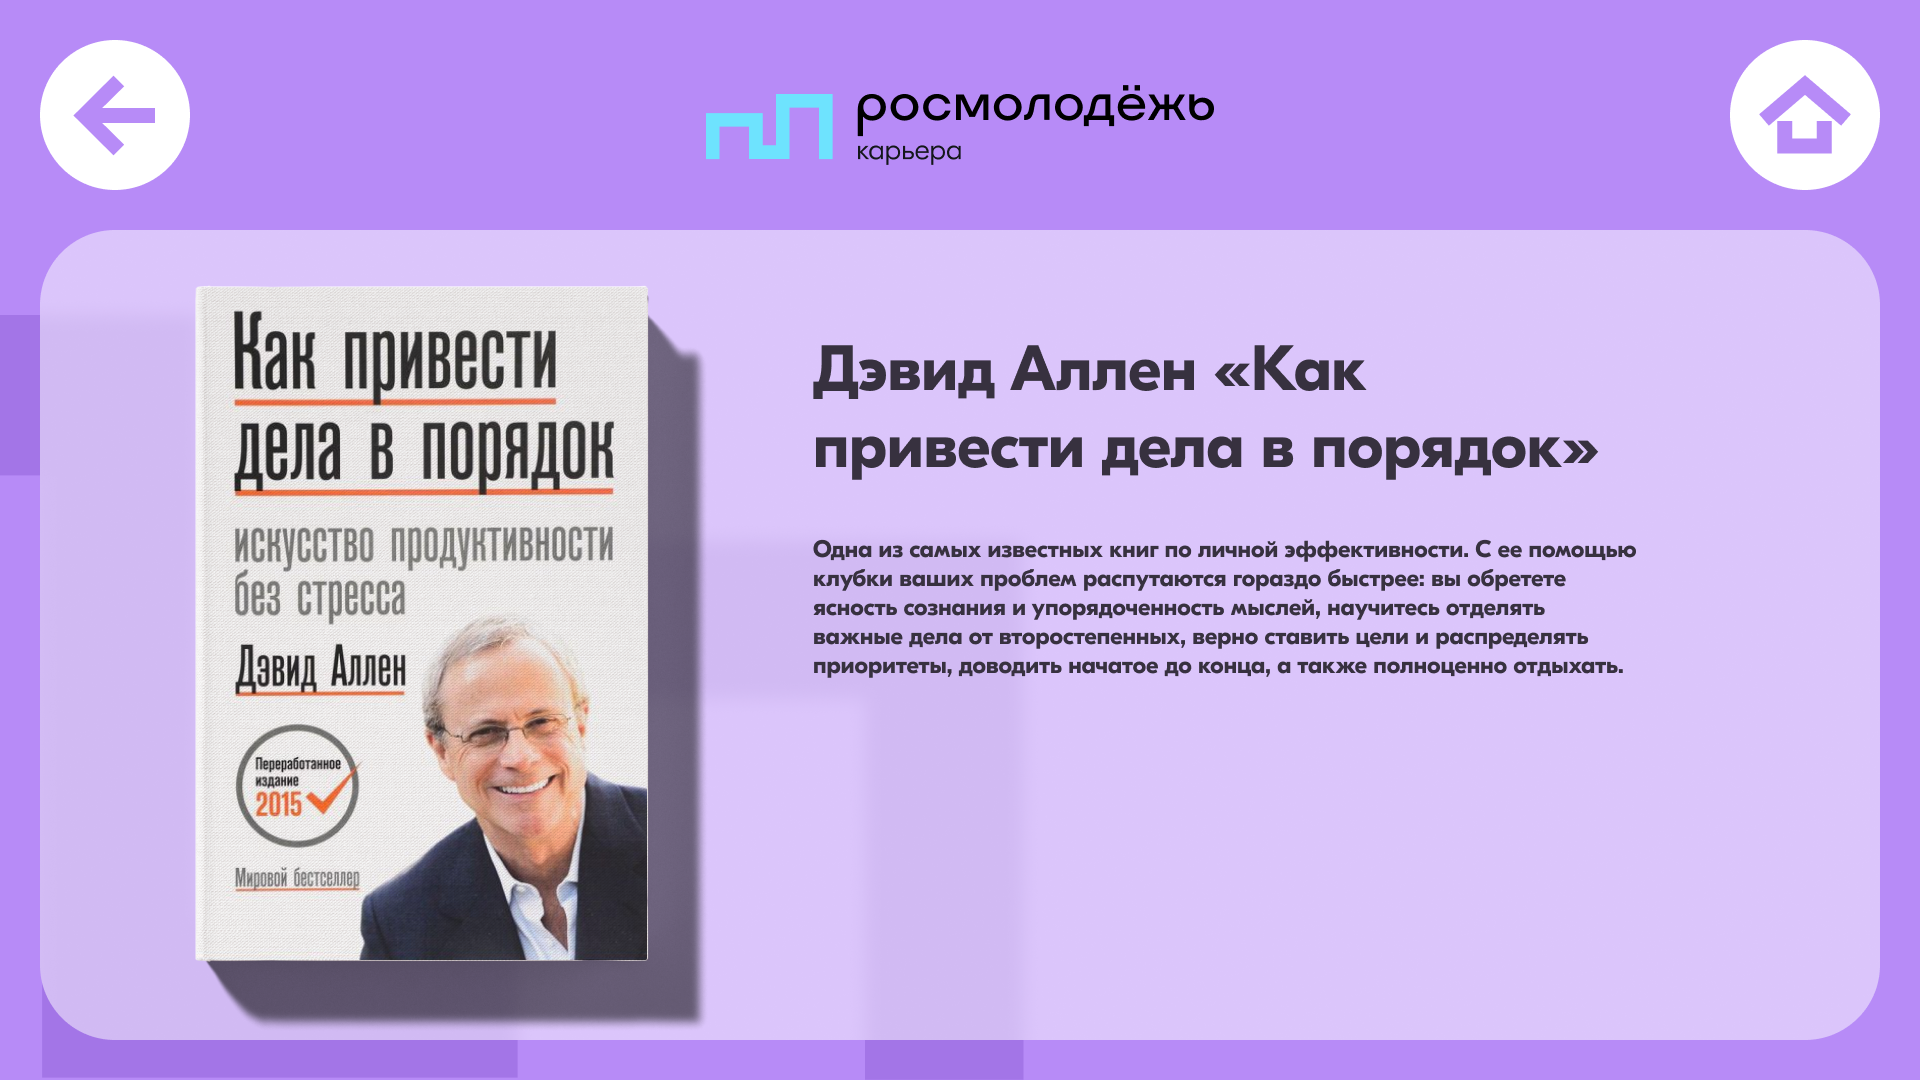 росмолодёжь
карьера
Как привести
дела в порядок
искусство продуктивности
без стресса
Дэвид Аллен
Переработанное
издание
2015
Мировой бестселлер
Дэвид Аллен «Как
привести дела в порядок»
Одна из самых известных книг по личной эффективности. С ее помощью
клубки ваших проблем распутаются гораздо быстрее: вы обретете
ясность сознания и упорядоченность мыслей, научитесь отделять
важные дела от второстепенных, верно ставить цели и распределять
приоритеты, доводить начатое до конца, а также полноценно отдыхать.